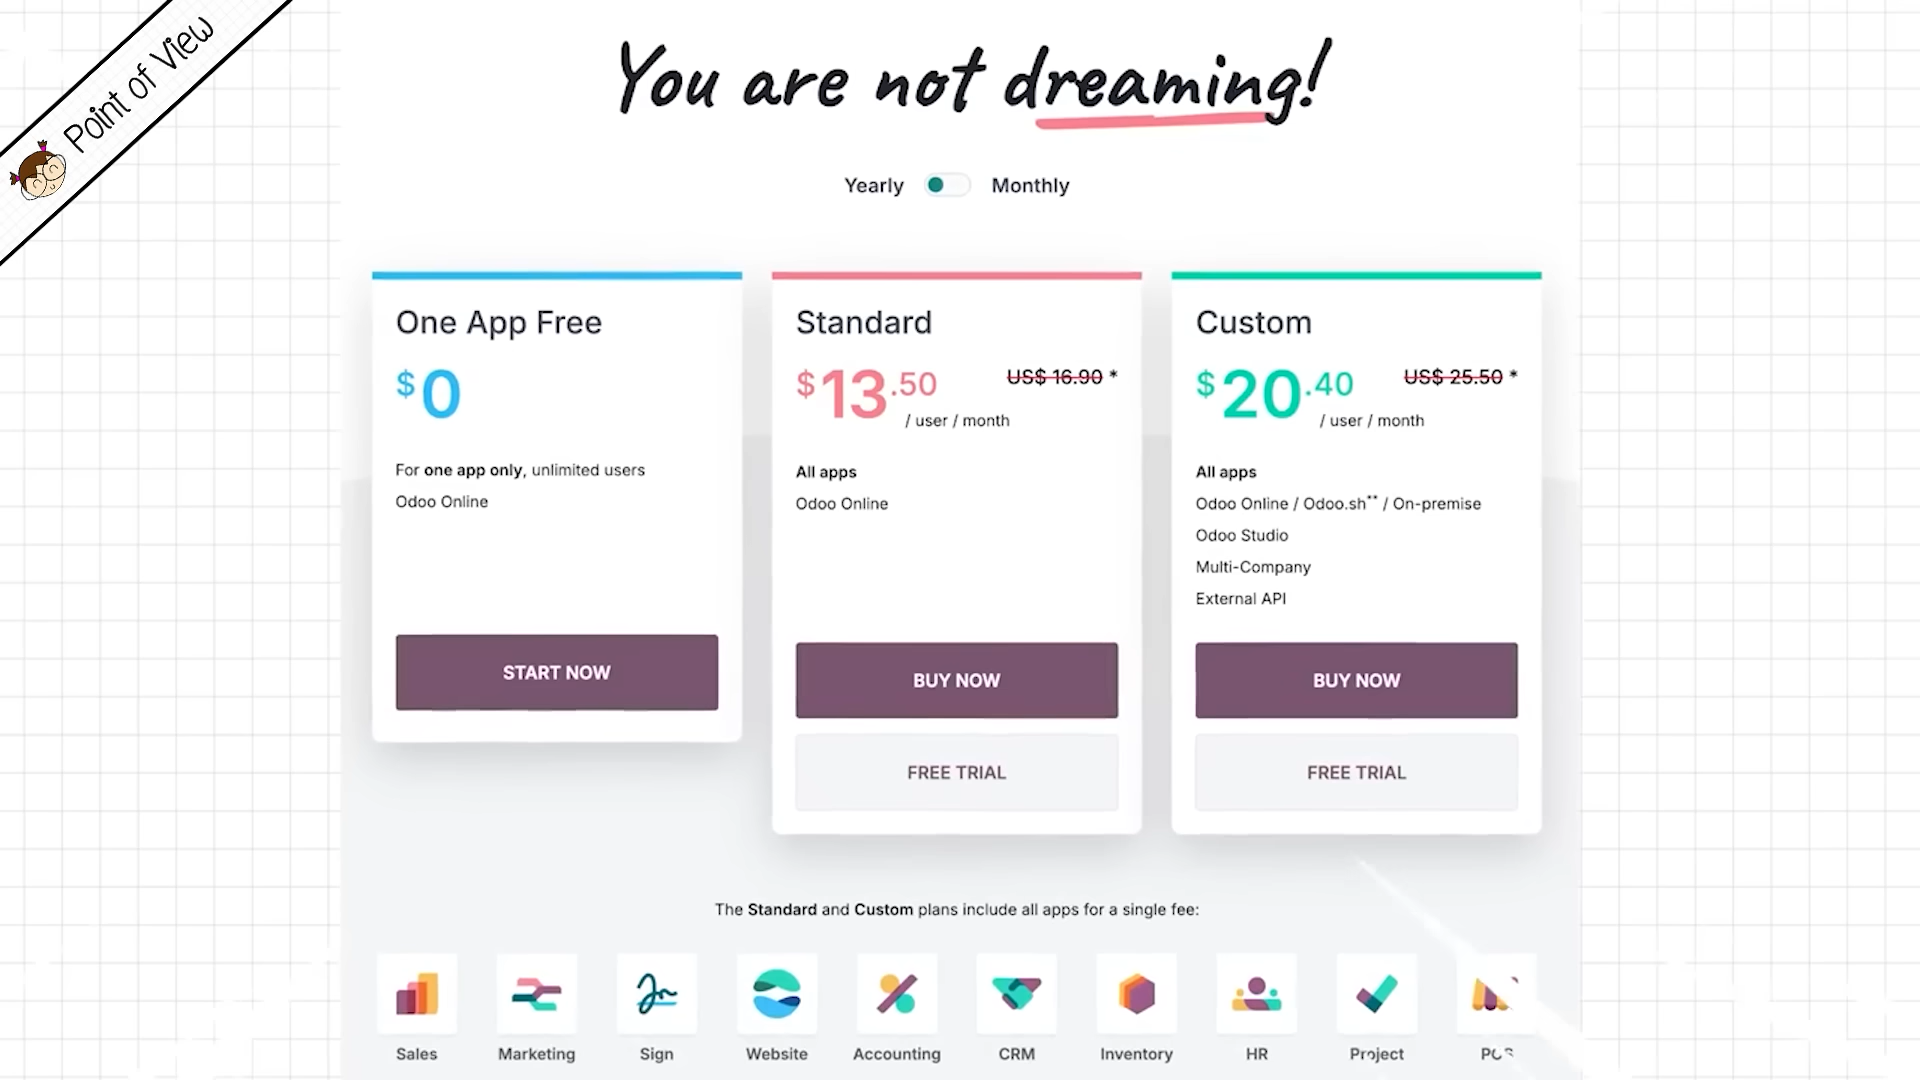 Point of View
You are not dreaming!
Yearly Monthly
One App Free
$0
For one app only, unlimited users
Odoo Online
START NOW
Standard
$13.50 US$ 16.90 *
/ user / month
All apps
Odoo Online
BUY NOW
FREE TRIAL
Custom
$20.40 US$ 25.50 *
/ user / month
All apps
Odoo Online / Odoo.sh** / On-premise
Odoo Studio
Multi-Company
External API
BUY NOW
FREE TRIAL
The Standard and Custom plans include all apps for a single fee:
Sales Marketing Sign Website Accounting CRM Inventory HR Project POS